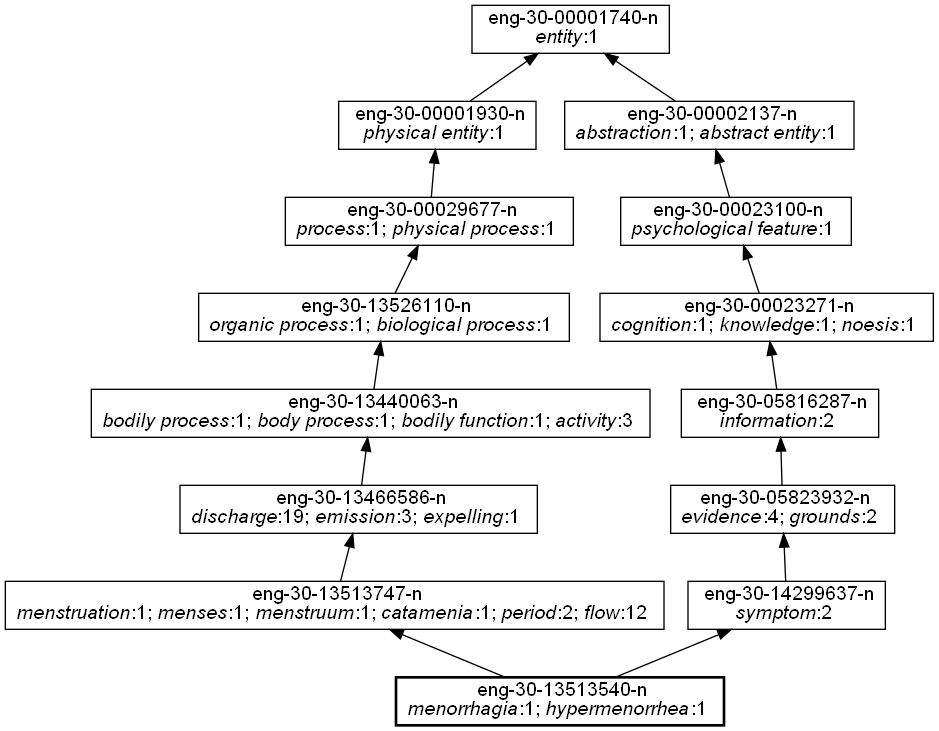 eng-30-00001740-n
entity:1
eng-30-00001930-n
physical entity:1
eng-30-00002137-n
abstraction:1; abstract entity:1
eng-30-00029677-n
process:1; physical process:1
eng-30-00023100-n
psychological feature:1
eng-30-13526110-n
organic process:1; biological process:1
eng-30-00023271-n
cognition:1; knowledge:1; noesis:1
eng-30-13440063-n
bodily process:1; body process:1; bodily function:1; activity:3
eng-30-05816287-n
information:2
eng-30-13466586-n
discharge:19; emission:3; expelling:1
eng-30-05823932-n
evidence:4; grounds:2
eng-30-13513747-n
menstruation:1; menses:1; menstruum:1; catamenia:1; period:2; flow:12
eng-30-14299637-n
symptom:2
eng-30-13513540-n
menorrhagia:1; hypermenorrhea:1